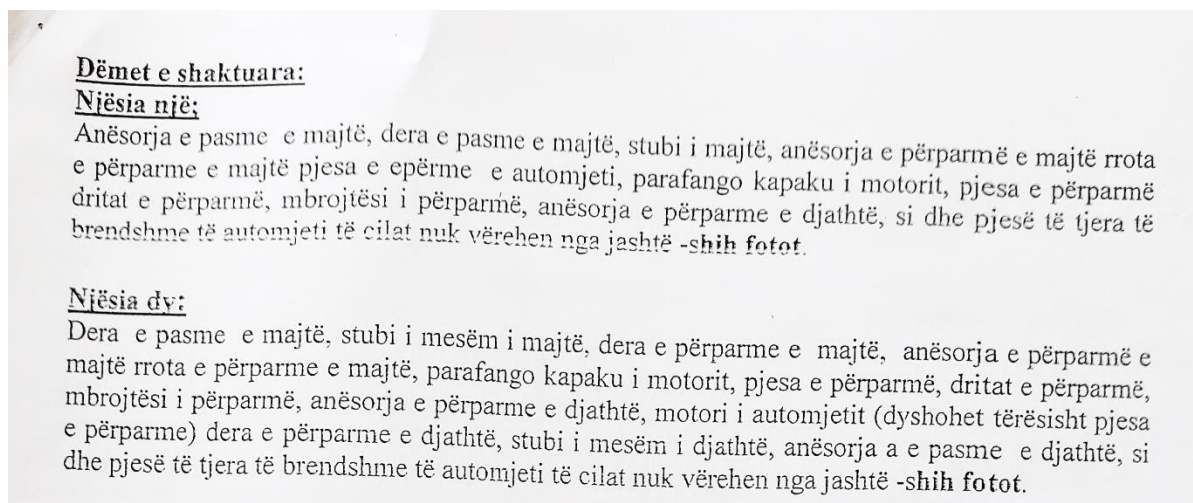 Dëmet e shaktuara:
Njësia një;
Anësorja e pasme e majtë, dera e pasme e majtë, stubi i majtë, anësorja e përparmë e majtë rrota
e përparme e majtë pjesa e epërme e automjeti, parafango kapaku i motorit, pjesa e përparmë
dritat e përparmë, mbrojtësi i përparmë, anësorja e përparme e djathtë, si dhe pjesë të tjera të
brendshme të automjeti të cilat nuk vërehen nga jashtë -shih fotot.
Njësia dy:
Dera e pasme e majtë, stubi i mesëm i majtë, dera e përparme e majtë, anësorja e përparmë e
majtë rrota e përparme e majtë, parafango kapaku i motorit, pjesa e përparmë, dritat e përparmë,
mbrojtësi i përparmë, anësorja e përparme e djathtë, motori i automjetit (dyshohet tërësisht pjesa
e përparme) dera e përparme e djathtë, stubi i mesëm i djathtë, anësorja a e pasme e djathtë, si
dhe pjesë të tjera të brendshme të automjeti të cilat nuk vërehen nga jashtë -shih fotot.